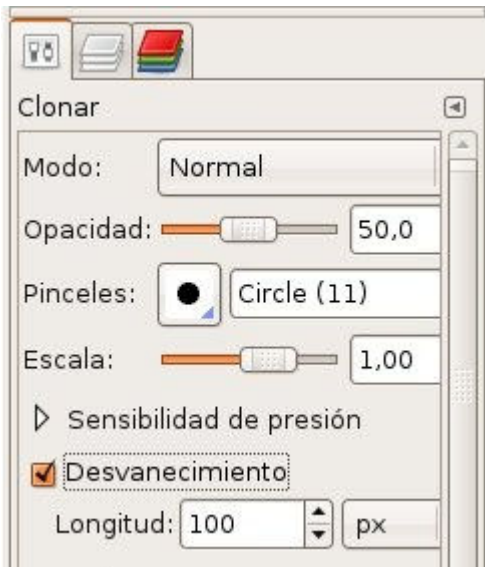 Clonar
Modo: Normal
Opacidad: 50,0
Pinceles: Circle (11)
Escala: 1,00
Sensibilidad de presión
Desvanecimiento
Longitud: 100 px